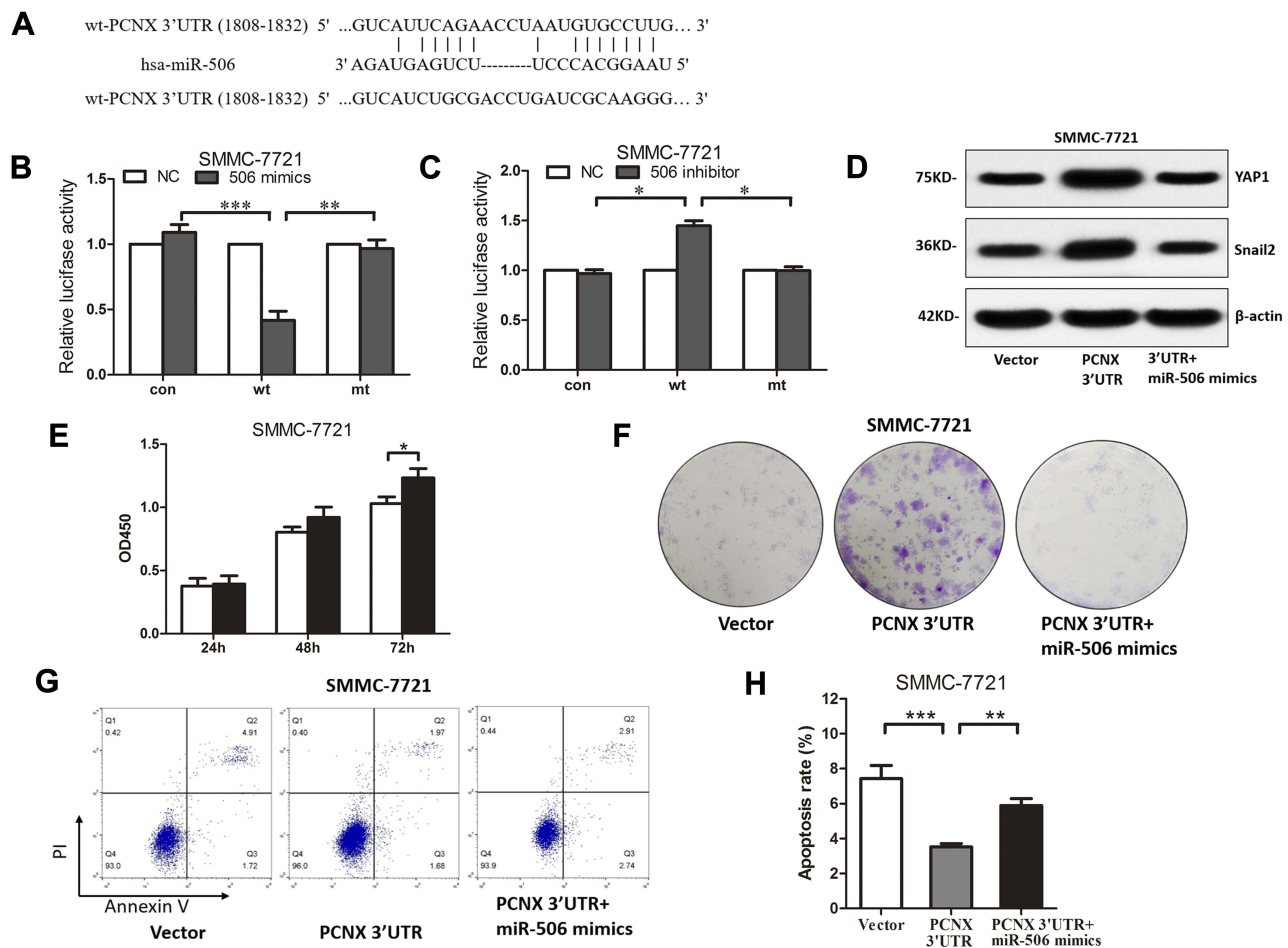 A
wt-PCNX 3'UTR (1808-1832) 5' ...GUCAUUCAGAACCUAAUGUGCCUUG... 3'
hsa-miR-506 3' AGAUGAGUCU---------UCCCACGGAAU 5'
wt-PCNX 3'UTR (1808-1832) 5' ...GUCAUCUGCGACCUGAUCGCAAGGG... 3'
B
SMMC-7721
NC 506 mimics
Relative lucifase activity
1.5
1.0
0.5
0.0
*** **
con wt mt
C
SMMC-7721
NC 506 inhibitor
Relative lucifase activity
2.0
1.5
1.0
0.5
0.0
* *
con wt mt
D
SMMC-7721
75KD- YAP1
36KD- Snail2
42KD- β-actin
Vector PCNX 3'UTR+
3'UTR miR-506 mimics
E
SMMC-7721
OD450
1.5
1.0
0.5
0.0
*
24h 48h 72h
F
SMMC-7721
Vector PCNX 3'UTR PCNX 3'UTR+
miR-506 mimics
G
SMMC-7721
Q1 Q2
0.42 4.91
Q4 Q3
93.0 1.72
Q1 Q2
0.40 1.97
Q4 Q3
96.0 1.68
Q1 Q2
0.44 2.91
Q4 Q3
93.9 2.74
PI
Annexin V
Vector PCNX 3'UTR PCNX 3'UTR+
miR-506 mimics
H
SMMC-7721
Apoptosis rate (%)
12
10
8
6
4
2
0
*** **
Vector PCNX PCNX 3'UTR+
3'UTR miR-506 mimics